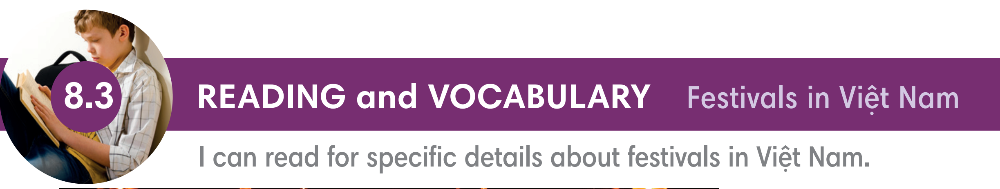 8.3
READING and VOCABULARY Festivals in Việt Nam
I can read for specific details about festivals in Việt Nam.